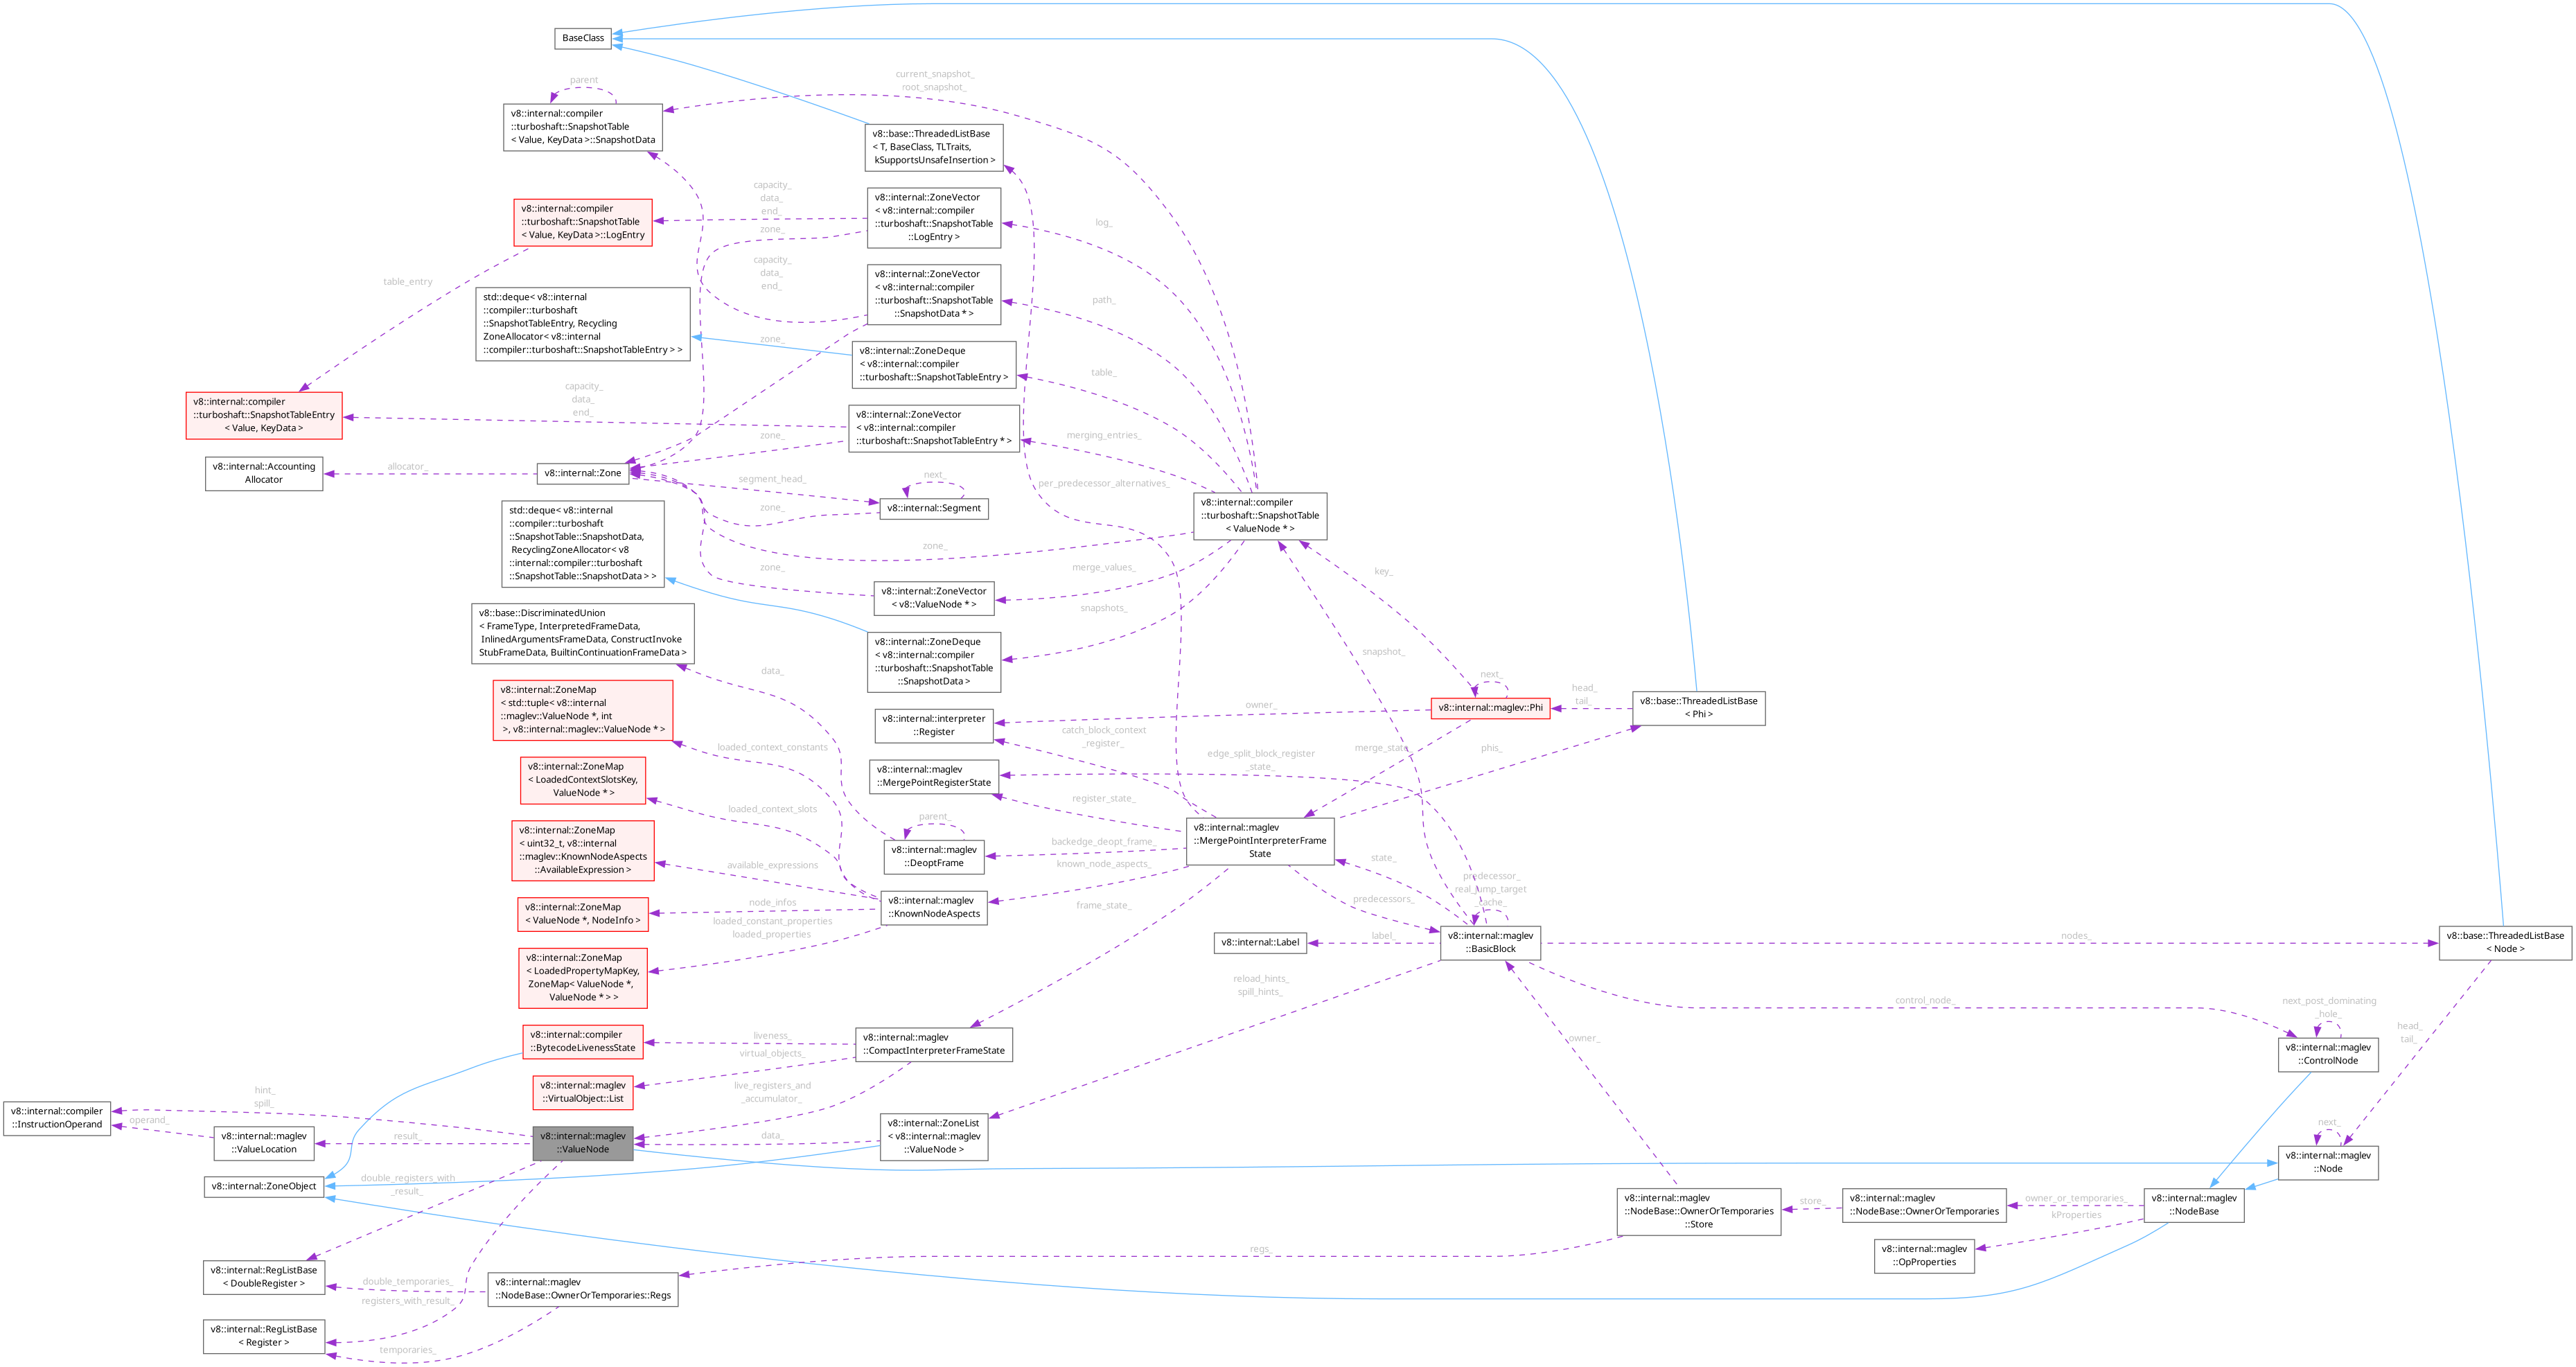 BaseClass
parent
current_snapshot_
root_snapshot_
v8::internal::compiler
::turboshaft::SnapshotTable
< Value, KeyData >::SnapshotData
v8::base::ThreadedListBase
< T, BaseClass, TLTraits,
kSupportsUnsafeInsertion >
capacity_
data_
end_
v8::internal::compiler
::turboshaft::SnapshotTable
< Value, KeyData >::LogEntry
v8::internal::ZoneVector
< v8::internal::compiler
::turboshaft::SnapshotTable
::LogEntry >
log_
zone_
capacity_
data_
end_
table_entry
v8::internal::ZoneVector
< v8::internal::compiler
::turboshaft::SnapshotTable
::SnapshotData * >
path_
std::deque< v8::internal
::compiler::turboshaft
::SnapshotTableEntry, Recycling
ZoneAllocator< v8::internal
::compiler::turboshaft::SnapshotTableEntry > >
zone_
v8::internal::ZoneDeque
< v8::internal::compiler
::turboshaft::SnapshotTableEntry >
table_
capacity_
data_
end_
v8::internal::compiler
::turboshaft::SnapshotTableEntry
< Value, KeyData >
v8::internal::ZoneVector
< v8::internal::compiler
::turboshaft::SnapshotTableEntry * >
merging_entries_
zone_
v8::internal::Accounting
Allocator
allocator_
v8::internal::Zone
segment_head_
next_
per_predecessor_alternatives_
zone_
v8::internal::Segment
v8::internal::compiler
::turboshaft::SnapshotTable
< ValueNode * >
std::deque< v8::internal
::compiler::turboshaft
::SnapshotTable::SnapshotData,
RecyclingZoneAllocator< v8
::internal::compiler::turboshaft
::SnapshotTable::SnapshotData > >
zone_
zone_
merge_values_
key_
v8::internal::ZoneVector
< v8::ValueNode * >
snapshots_
v8::base::DiscriminatedUnion
< FrameType, InterpretedFrameData,
InlinedArgumentsFrameData, ConstructInvoke
StubFrameData, BuiltinContinuationFrameData >
v8::internal::ZoneDeque
< v8::internal::compiler
::turboshaft::SnapshotTable
::SnapshotData >
snapshot_
data_
next_
head_
tail_
v8::internal::ZoneMap
< std::tuple< v8::internal
::maglev::ValueNode *, int
>, v8::internal::maglev::ValueNode * >
owner_
v8::internal::maglev::Phi
v8::base::ThreadedListBase
< Phi >
v8::internal::interpreter
::Register
catch_block_context
_register_
loaded_context_constants
merge_state_
phis_
edge_split_block_register
_state_
v8::internal::ZoneMap
< LoadedContextSlotsKey,
ValueNode * >
v8::internal::maglev
::MergePointRegisterState
register_state_
loaded_context_slots
parent_
v8::internal::ZoneMap
< uint32_t, v8::internal
::maglev::KnownNodeAspects
::AvailableExpression >
v8::internal::maglev
::DeoptFrame
backedge_deopt_frame_
v8::internal::maglev
::MergePointInterpreterFrame
State
available_expressions
known_node_aspects_
state_
predecessor_
real_jump_target
_cache_
v8::internal::ZoneMap
< ValueNode *, NodeInfo >
node_infos
v8::internal::maglev
::KnownNodeAspects
frame_state_
predecessors_
loaded_constant_properties
loaded_properties
v8::internal::Label
label_
v8::internal::maglev
::BasicBlock
nodes_
v8::base::ThreadedListBase
< Node >
v8::internal::ZoneMap
< LoadedPropertyMapKey,
ZoneMap< ValueNode *,
ValueNode * > >
reload_hints_
spill_hints_
control_node_
next_post_dominating
_hole_
head_
tail_
v8::internal::compiler
::BytecodeLivenessState
liveness_
v8::internal::maglev
::CompactInterpreterFrameState
virtual_objects_
owner_
v8::internal::maglev
::ControlNode
v8::internal::maglev
::VirtualObject::List
live_registers_and
_accumulator_
hint_
spill_
v8::internal::compiler
::InstructionOperand
operand_
v8::internal::maglev
::ValueLocation
result_
v8::internal::maglev
::ValueNode
data_
v8::internal::ZoneList
< v8::internal::maglev
::ValueNode >
next_
v8::internal::maglev
::Node
v8::internal::ZoneObject
double_registers_with
_result_
v8::internal::maglev
::NodeBase::OwnerOrTemporaries
::Store
store_
v8::internal::maglev
::NodeBase::OwnerOrTemporaries
owner_or_temporaries_
kProperties
v8::internal::maglev
::NodeBase
v8::internal::maglev
::OpProperties
regs_
v8::internal::RegListBase
< DoubleRegister >
double_temporaries_
registers_with_result_
v8::internal::maglev
::NodeBase::OwnerOrTemporaries::Regs
v8::internal::RegListBase
< Register >
temporaries_